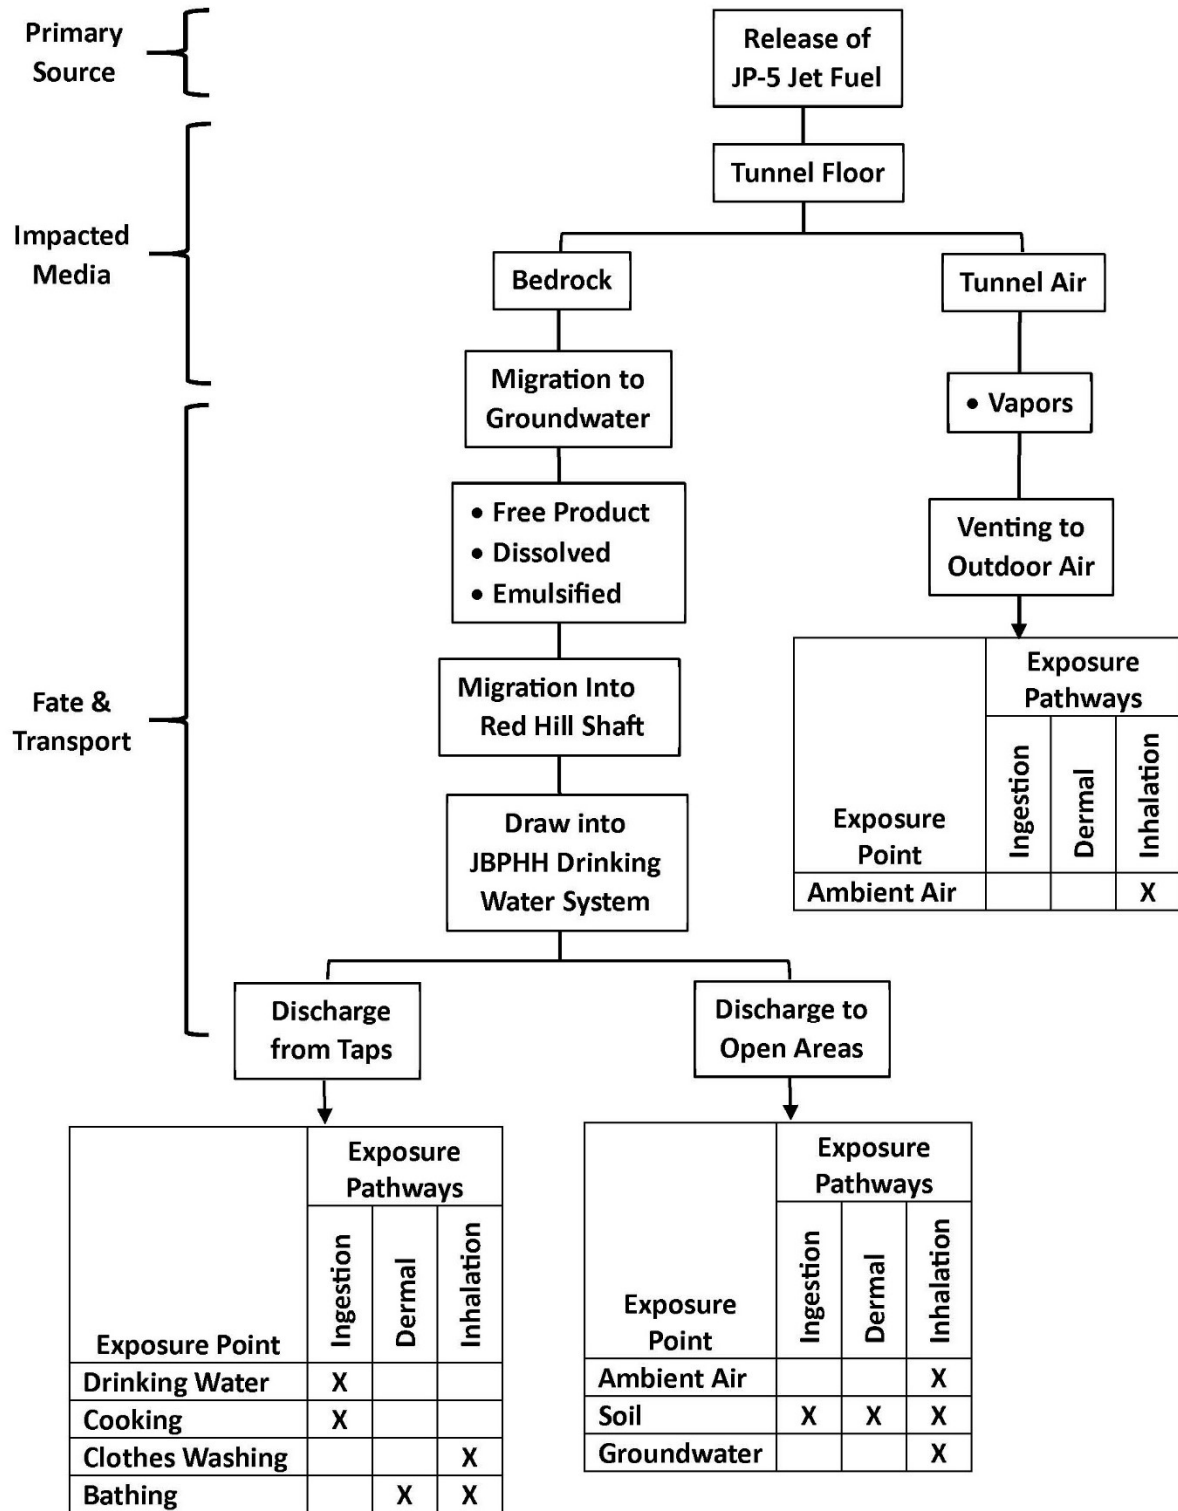 Primary
Source
Release of
JP-5 Jet Fuel
Tunnel Floor
Impacted
Media
Bedrock
Tunnel Air
Migration to
Groundwater
• Vapors
• Free Product
• Dissolved
• Emulsified
Venting to
Outdoor Air
Fate &
Transport
Migration Into
Red Hill Shaft
Draw into
JBPHH Drinking
Water System
Exposure
Pathways
Exposure
Point
Ingestion
Dermal
Inhalation
Ambient Air X
Discharge
from Taps
Discharge to
Open Areas
Exposure
Pathways
Exposure Point
Ingestion
Dermal
Inhalation
Drinking Water X
Cooking X
Clothes Washing X
Bathing X X
Exposure
Pathways
Exposure
Point
Ingestion
Dermal
Inhalation
Ambient Air X
Soil X X X
Groundwater X